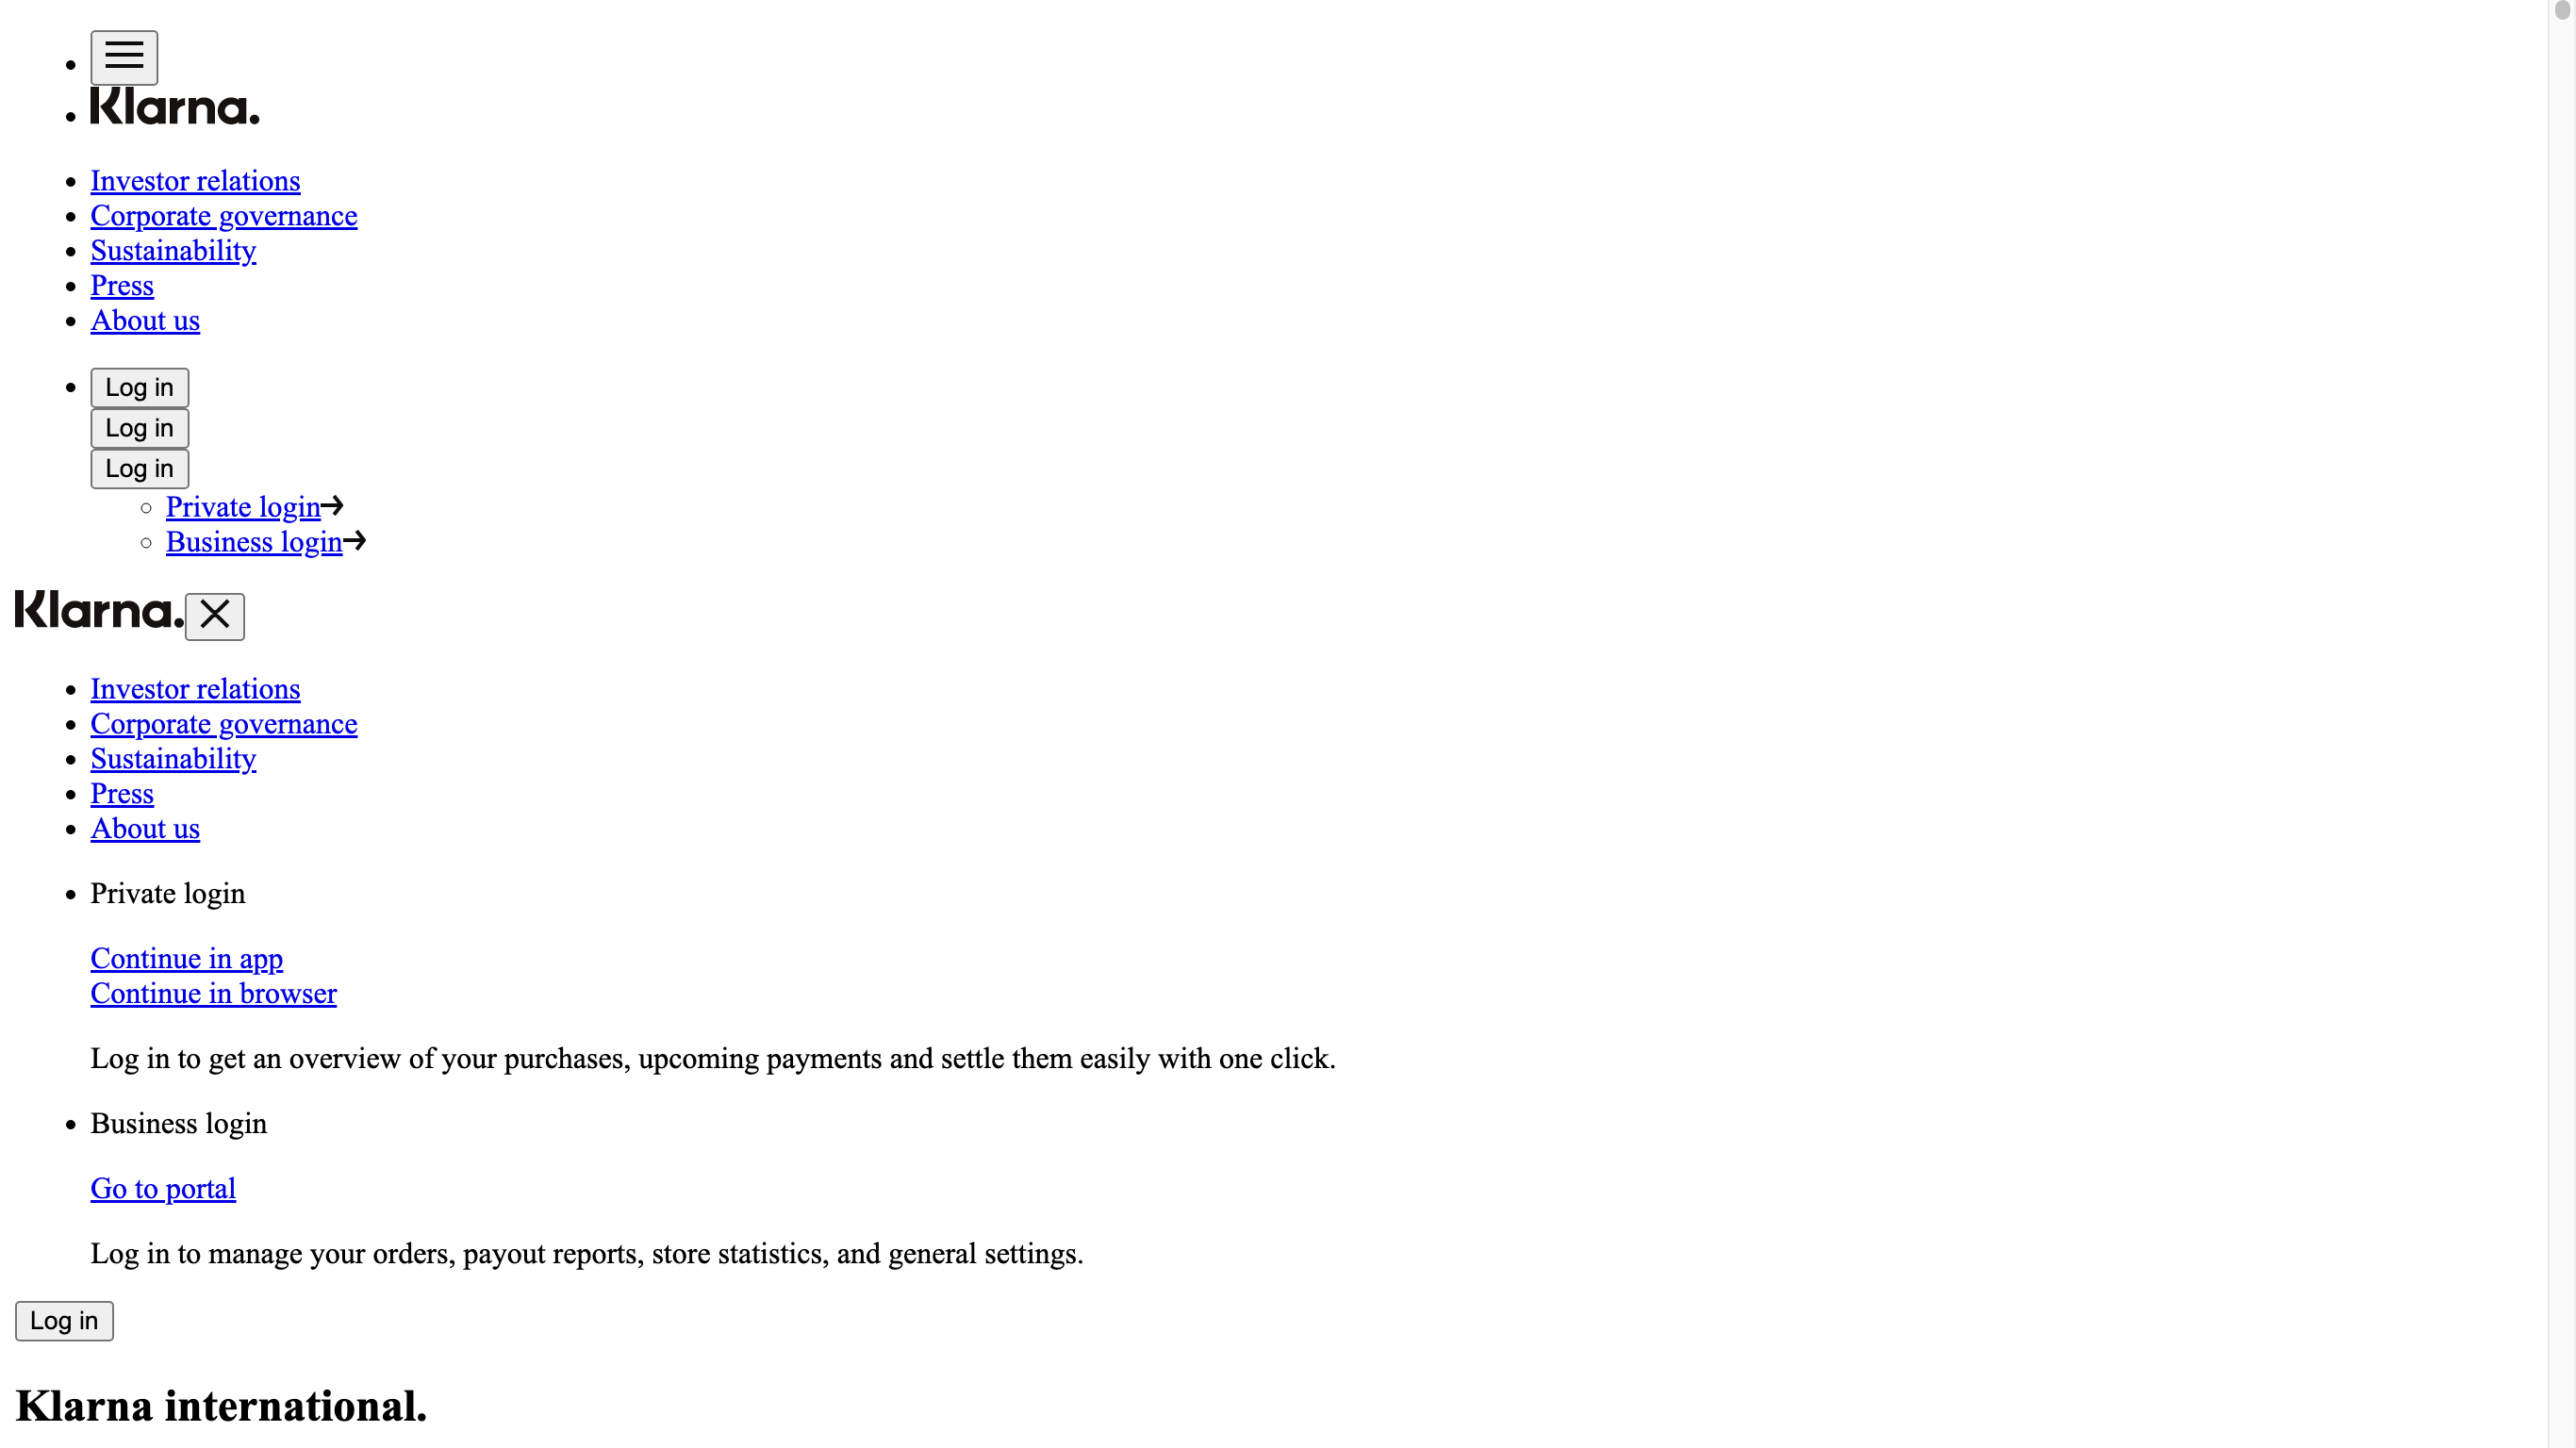 Klarna.
Investor relations
Corporate governance
Sustainability
Press
About us
Log in
Log in
Log in
Private login
Business login
Klarna.
Investor relations
Corporate governance
Sustainability
Press
About us
Private login
Continue in app
Continue in browser
Log in to get an overview of your purchases, upcoming payments and settle them easily with one click.
Business login
Go to portal
Log in to manage your orders, payout reports, store statistics, and general settings.
Log in
Klarna international.